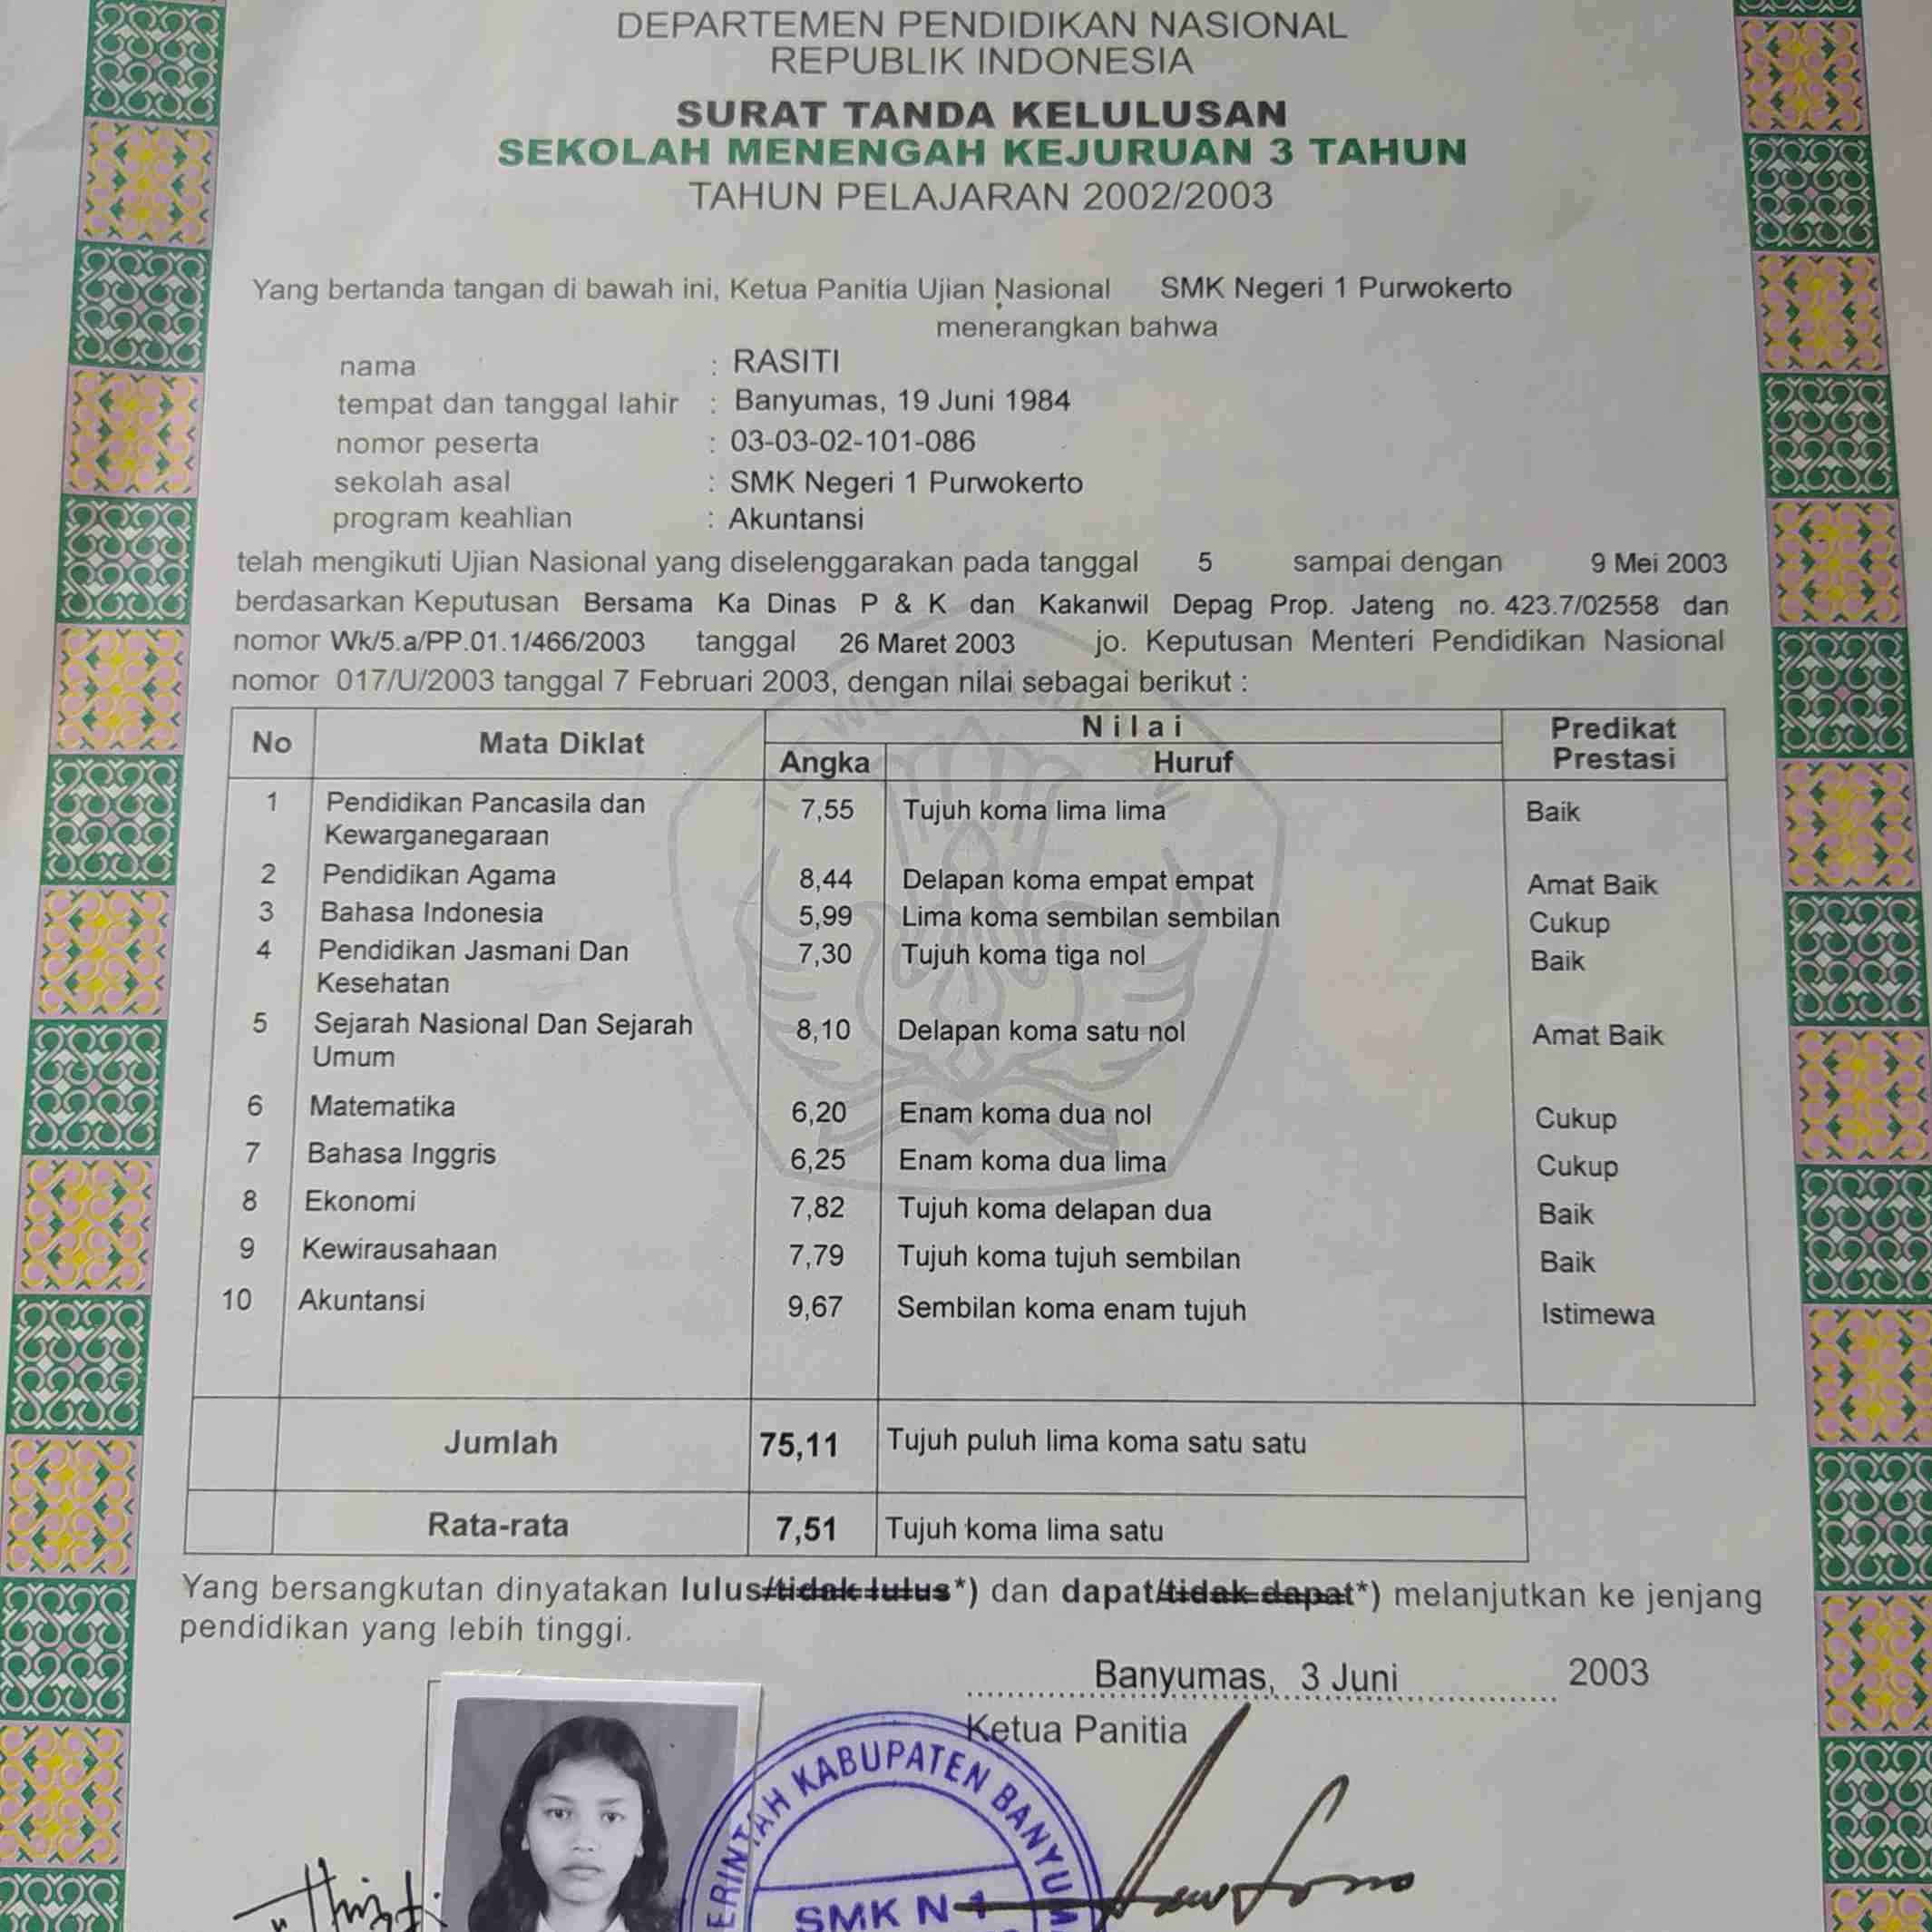 DEPARTEMEN PENDIDIKAN NASIONAL
REPUBLIK INDONESIA
SURAT TANDA KELULUSAN
SEKOLAH MENENGAH KEJURUAN 3 TAHUN
TAHUN PELAJARAN 2002/2003
Yang bertanda tangan di bawah ini, Ketua Panitia Ujian Nasional SMK Negeri 1 Purwokerto
menerangkan bahwa
nama : RASITI
tempat dan tanggal lahir : Banyumas, 19 Juni 1984
nomor peserta : 03-03-02-101-086
sekolah asal : SMK Negeri 1 Purwokerto
program keahlian : Akuntansi
telah mengikuti Ujian Nasional yang diselenggarakan pada tanggal 5 sampai dengan 9 Mei 2003
berdasarkan Keputusan Bersama Ka Dinas P & K dan Kakanwil Depag Prop. Jateng no. 423.7/02558 dan
nomor Wk/5.a/PP.01.1/466/2003 tanggal 26 Maret 2003 jo. Keputusan Menteri Pendidikan Nasional
nomor 017/U/2003 tanggal 7 Februari 2003, dengan nilai sebagai berikut :
No Mata Diklat Nilai Predikat Prestasi
Angka Huruf
1 Pendidikan Pancasila dan Kewarganegaraan 7,55 Tujuh koma lima lima Baik
2 Pendidikan Agama 8,44 Delapan koma empat empat Amat Baik
3 Bahasa Indonesia 5,99 Lima koma sembilan sembilan Cukup
4 Pendidikan Jasmani Dan Kesehatan 7,30 Tujuh koma tiga nol Baik
5 Sejarah Nasional Dan Sejarah Umum 8,10 Delapan koma satu nol Amat Baik
6 Matematika 6,20 Enam koma dua nol Cukup
7 Bahasa Inggris 6,25 Enam koma dua lima Cukup
8 Ekonomi 7,82 Tujuh koma delapan dua Baik
9 Kewirausahaan 7,79 Tujuh koma tujuh sembilan Baik
10 Akuntansi 9,67 Sembilan koma enam tujuh Istimewa
Jumlah 75,11 Tujuh puluh lima koma satu satu
Rata-rata 7,51 Tujuh koma lima satu
Yang bersangkutan dinyatakan lulus/tidak lulus*) dan dapat/tidak dapat*) melanjutkan ke jenjang
pendidikan yang lebih tinggi.
Banyumas, 3 Juni 2003
Ketua Panitia
ERINTAH KABUPATEN BANYUM
SMK N 1